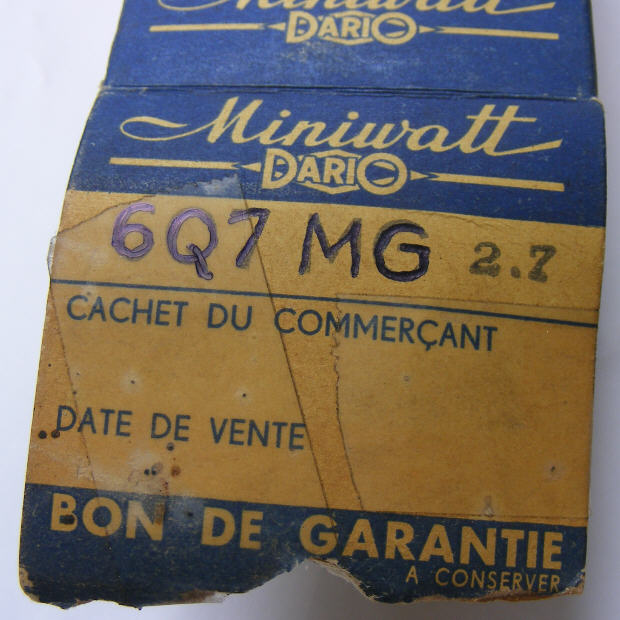 Miniwatt
DARIO
Miniwatt
DARIO
6Q7 MG 2.7
CACHET DU COMMERÇANT
DATE DE VENTE
BON DE GARANTIE
A CONSERVER